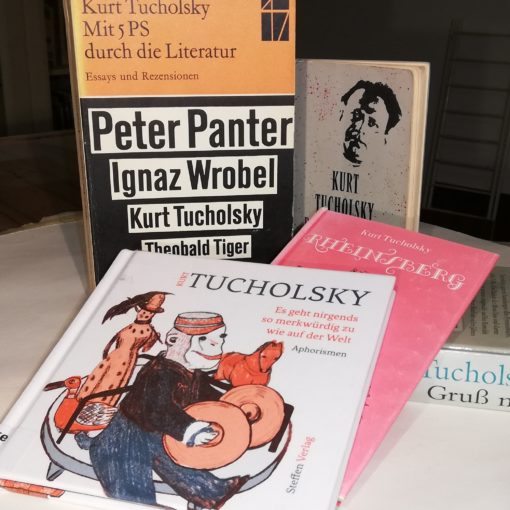 Kurt Tucholsky
Mit 5 PS
durch die Literatur
Essays und Rezensionen
Peter Panter
Ignaz Wrobel
Kurt Tucholsky
Theobald Tiger
KURT
TUCHOLSKY
Kurt Tucholsky
RHEINSBERG
KURT TUCHOLSKY
Es geht nirgends
so merkwürdig zu
wie auf der Welt
Aphorismen
Steffen Verlag
Tuchols
Gruß n